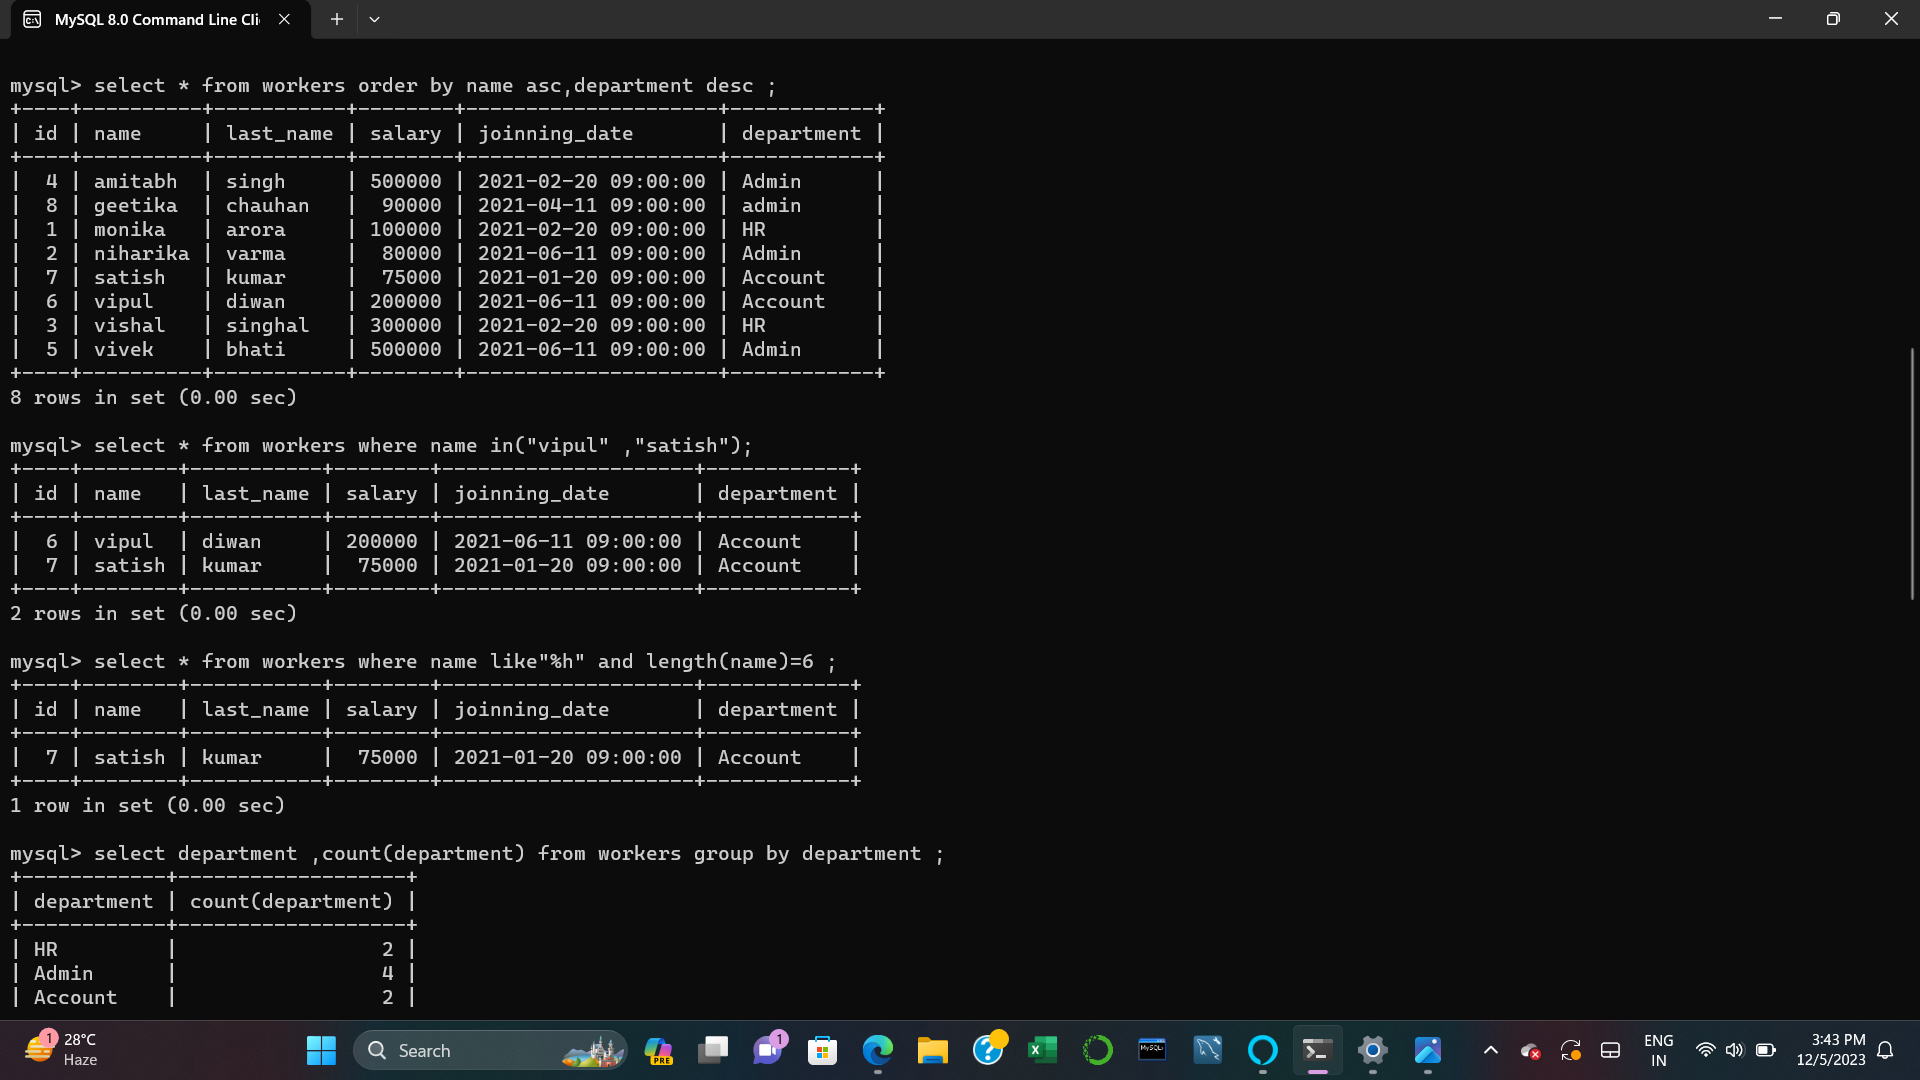 MySQL 8.0 Command Line Cli
mysql> select * from workers order by name asc,department desc ;
+----+----------+-----------+--------+---------------------+------------+
| id | name     | last_name | salary | joinning_date       | department |
+----+----------+-----------+--------+---------------------+------------+
|  4 | amitabh  | singh     | 500000 | 2021-02-20 09:00:00 | Admin      |
|  8 | geetika  | chauhan   |  90000 | 2021-04-11 09:00:00 | admin      |
|  1 | monika   | arora     | 100000 | 2021-02-20 09:00:00 | HR         |
|  2 | niharika | varma     |  80000 | 2021-06-11 09:00:00 | Admin      |
|  7 | satish   | kumar     |  75000 | 2021-01-20 09:00:00 | Account    |
|  6 | vipul    | diwan     | 200000 | 2021-06-11 09:00:00 | Account    |
|  3 | vishal   | singhal   | 300000 | 2021-02-20 09:00:00 | HR         |
|  5 | vivek    | bhati     | 500000 | 2021-06-11 09:00:00 | Admin      |
+----+----------+-----------+--------+---------------------+------------+
8 rows in set (0.00 sec)
mysql> select * from workers where name in("vipul" ,"satish");
+----+--------+-----------+--------+---------------------+------------+
| id | name   | last_name | salary | joinning_date       | department |
+----+--------+-----------+--------+---------------------+------------+
|  6 | vipul  | diwan     | 200000 | 2021-06-11 09:00:00 | Account    |
|  7 | satish | kumar     |  75000 | 2021-01-20 09:00:00 | Account    |
+----+--------+-----------+--------+---------------------+------------+
2 rows in set (0.00 sec)
mysql> select * from workers where name like"%h" and length(name)=6 ;
+----+--------+-----------+--------+---------------------+------------+
| id | name   | last_name | salary | joinning_date       | department |
+----+--------+-----------+--------+---------------------+------------+
|  7 | satish | kumar     |  75000 | 2021-01-20 09:00:00 | Account    |
+----+--------+-----------+--------+---------------------+------------+
1 row in set (0.00 sec)
mysql> select department ,count(department) from workers group by department ;
+------------+-------------------+
| department | count(department) |
+------------+-------------------+
| HR         |                 2 |
| Admin      |                 4 |
| Account    |                 2 |
1
28°C
Haze
Search
PRE
1
MySQL
ENG
IN
3:43 PM
12/5/2023